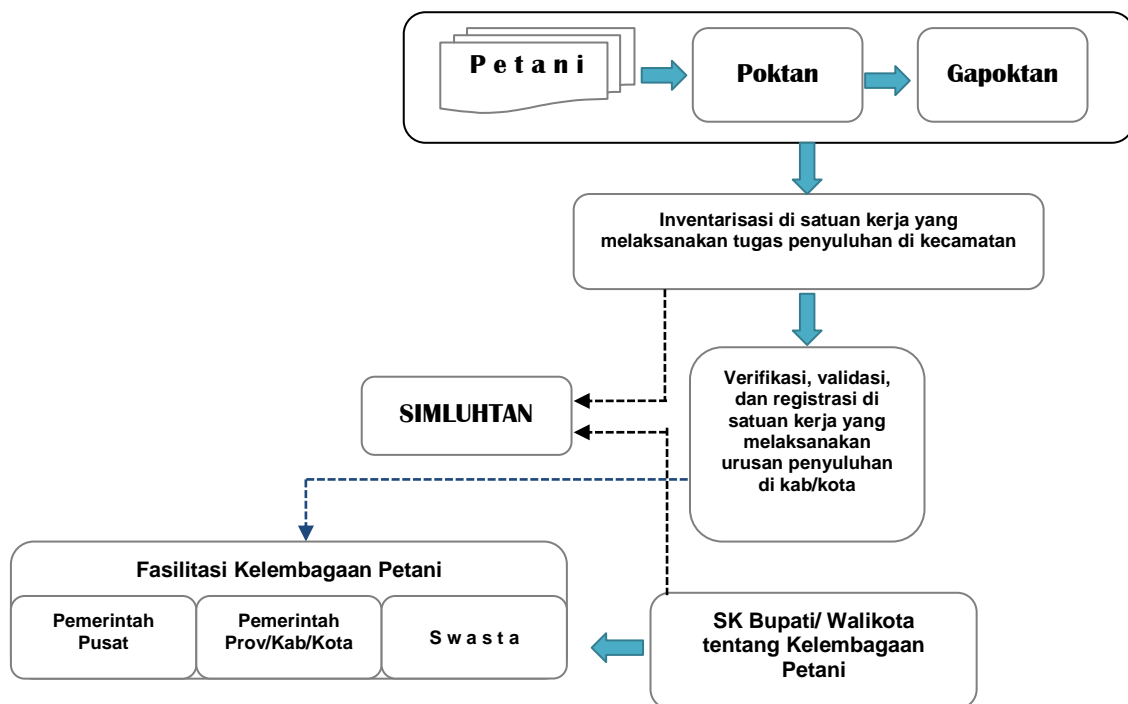 P e t a n i
Poktan
Gapoktan
Inventarisasi di satuan kerja yang
melaksanakan tugas penyuluhan di kecamatan
SIMLUHTAN
Verifikasi, validasi,
dan registrasi di
satuan kerja yang
melaksanakan
urusan penyuluhan
di kab/kota
Fasilitasi Kelembagaan Petani
Pemerintah
Pusat
Pemerintah
Prov/Kab/Kota
S w a s t a
SK Bupati/ Walikota
tentang Kelembagaan
Petani